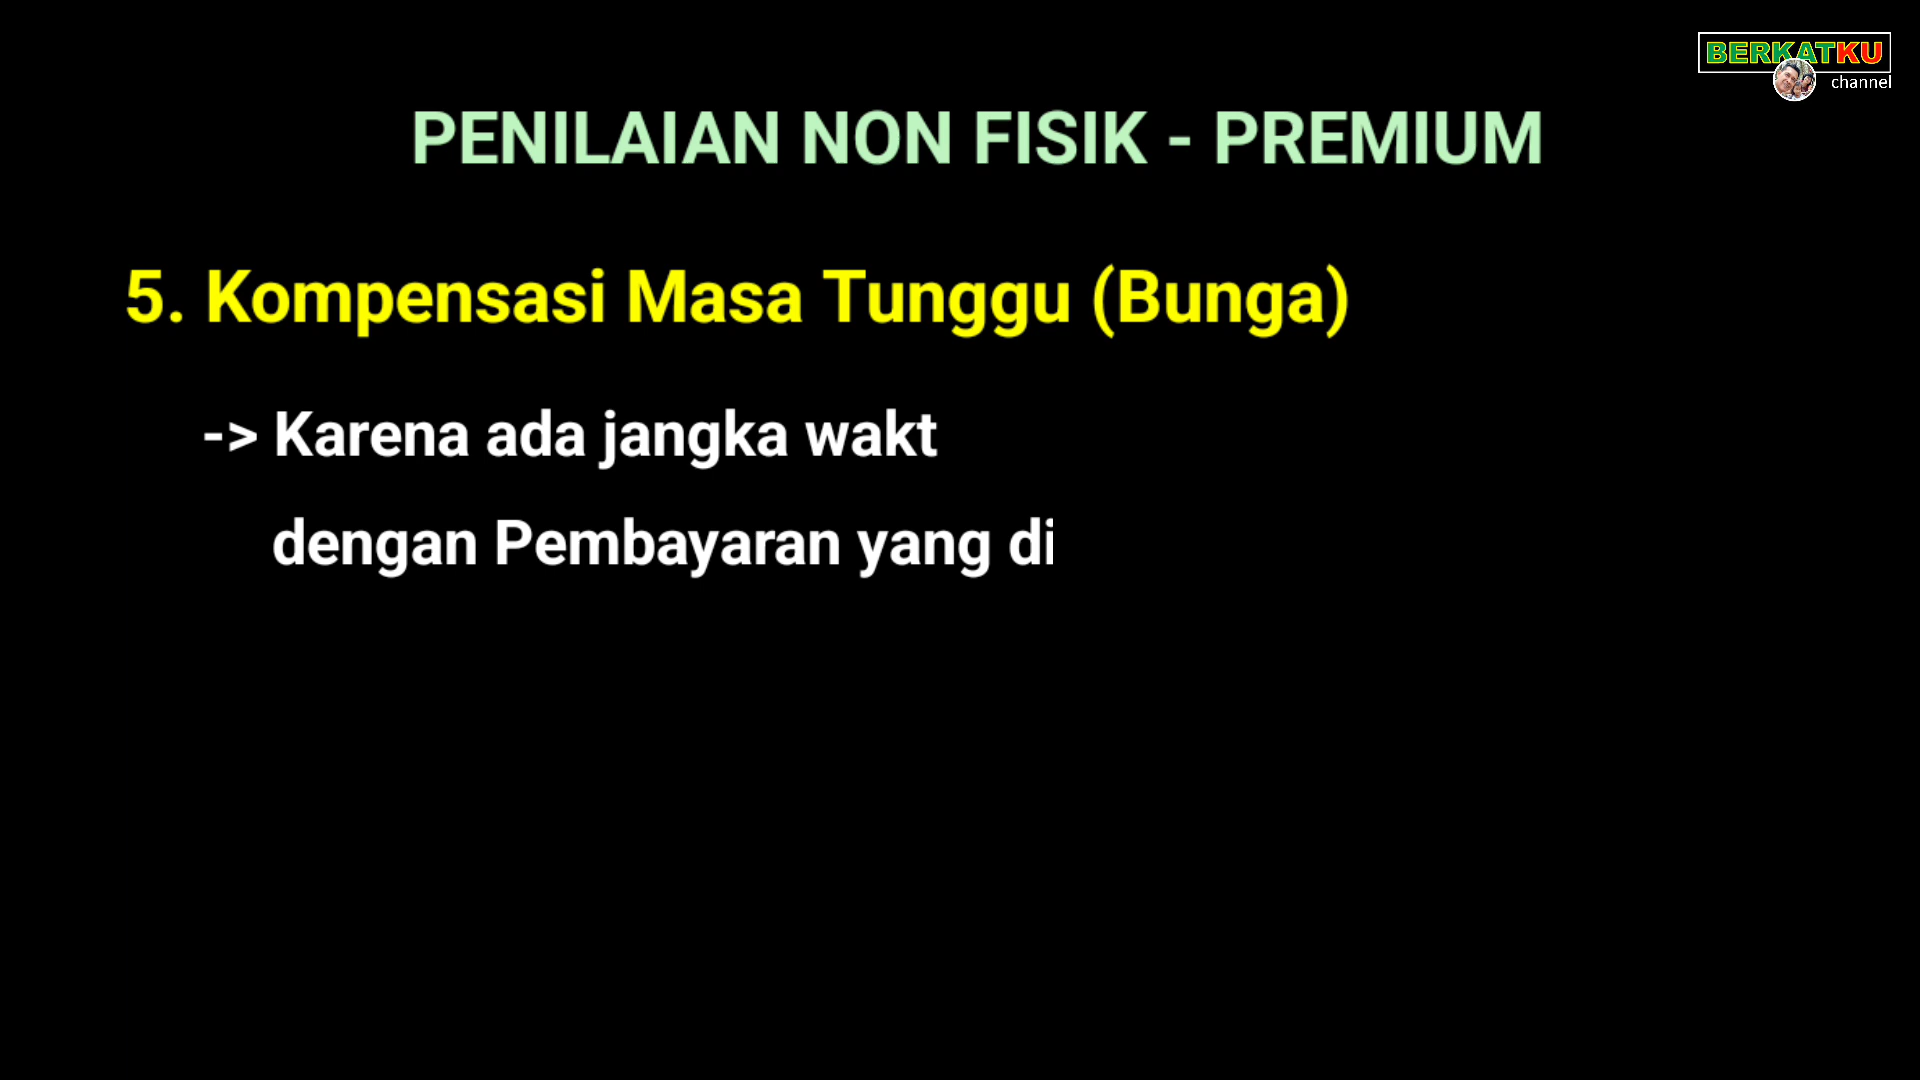 BERKATKU
channel
PENILAIAN NON FISIK - PREMIUM
5. Kompensasi Masa Tunggu (Bunga)
-> Karena ada jangka wakt
dengan Pembayaran yang di